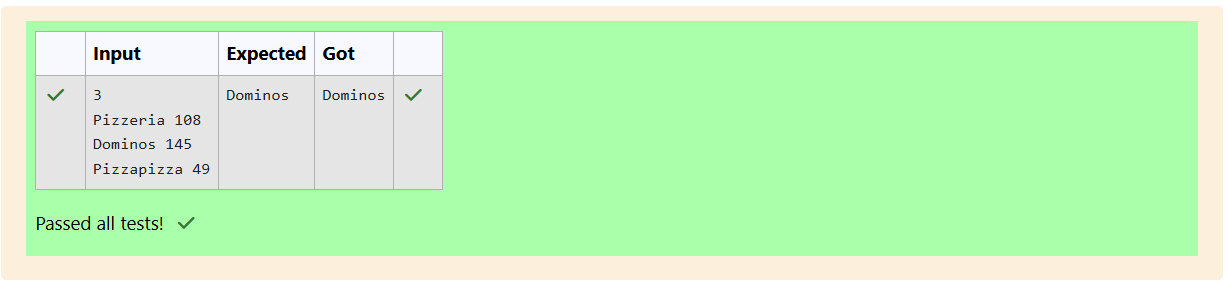 Input Expected Got
3 Dominos Dominos
Pizzeria 108
Dominos 145
Pizzapizza 49
Passed all tests!